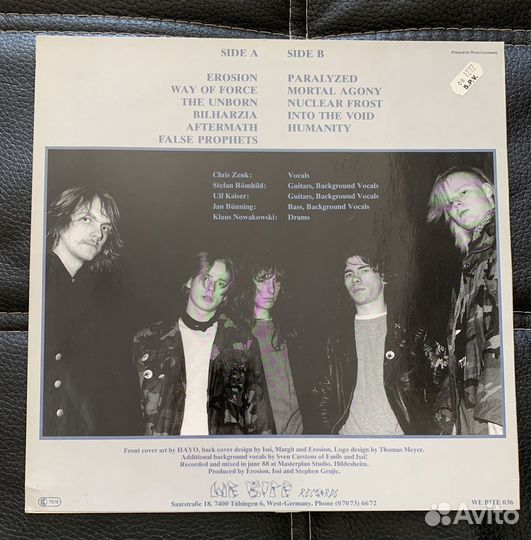 SIDE A
SIDE B
Printed in West-Germany
S.P.V.
EROSION
WAY OF FORCE
THE UNBORN
BILHARZIA
AFTERMATH
FALSE PROPHETS
PARALYZED
MORTAL AGONY
NUCLEAR FROST
INTO THE VOID
HUMANITY
Chris Zenk: Vocals
Stefan Römhild: Guitars, Background Vocals
Ulf Kaiser: Guitars, Background Vocals
Jan Bünning: Bass, Background Vocals
Klaus Nowakowski: Drums
Front cover art by HAYO, back cover design by Issi, Margit and Erosion, Logo design by Thomas Meyer.
Additional background vocals by Sven Carstens of Emils and Issi!
Recorded and mixed in june 88 at Masterplan Studio, Hildesheim.
Produced by Erosion, Issi and Stephen Grujic.
WE BITE RECORDS
Saarstraße 18, 7400 Tübingen 6, West-Germany, Phone (07073) 6672
WE BITE 036
Avito